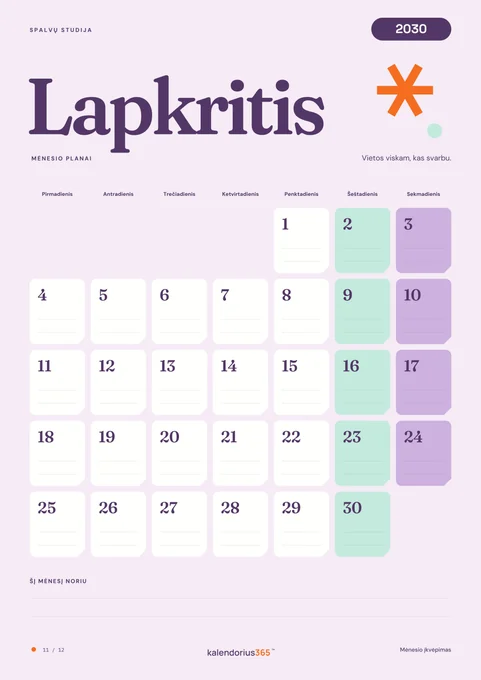 SPALVŲ STUDIJA
2030
Lapkritis
MĖNESIO PLANAI
Vietos viskam, kas svarbu.
Pirmadienis Antradienis Trečiadienis Ketvirtadienis Penktadienis Šeštadienis Sekmadienis
1 2 3
4 5 6 7 8 9 10
11 12 13 14 15 16 17
18 19 20 21 22 23 24
25 26 27 28 29 30
ŠĮ MĖNESĮ NORIU
11 / 12
kalendorius365™
Mėnesio įkvėpimas